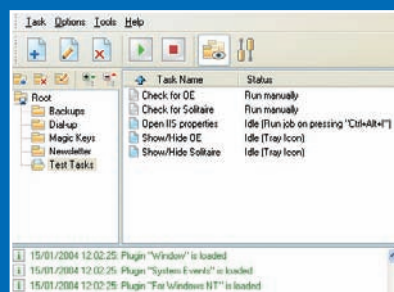 Task Options Tools Help
Task Name Status
Root
Backups
Dial-up
Magic Keys
Newsletter
Test Tasks
Check for OE Run manually
Check for Solitaire Run manually
Open IIS properties Idle (Run job on pressing "Ctrl+Alt+I")
Show/Hide OE Idle (Tray Icon)
Show/Hide Solitaire Idle (Tray Icon)
15/01/2004 12:02:25 Plugin "Window" is loaded
15/01/2004 12:02:25 Plugin "System Events" is loaded
15/01/2004 12:02:25 Plugin "For Windows NT" is loaded